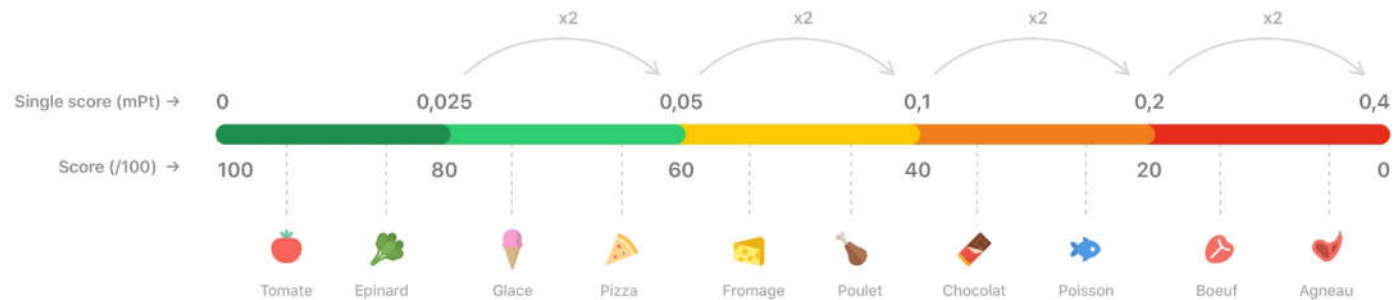 x2 x2 x2 x2
Single score (mPt) → 0 0,025 0,05 0,1 0,2 0,4
Score (/100) → 100 80 60 40 20 0
Tomate Epinard Glace Pizza Fromage Poulet Chocolat Poisson Boeuf Agneau